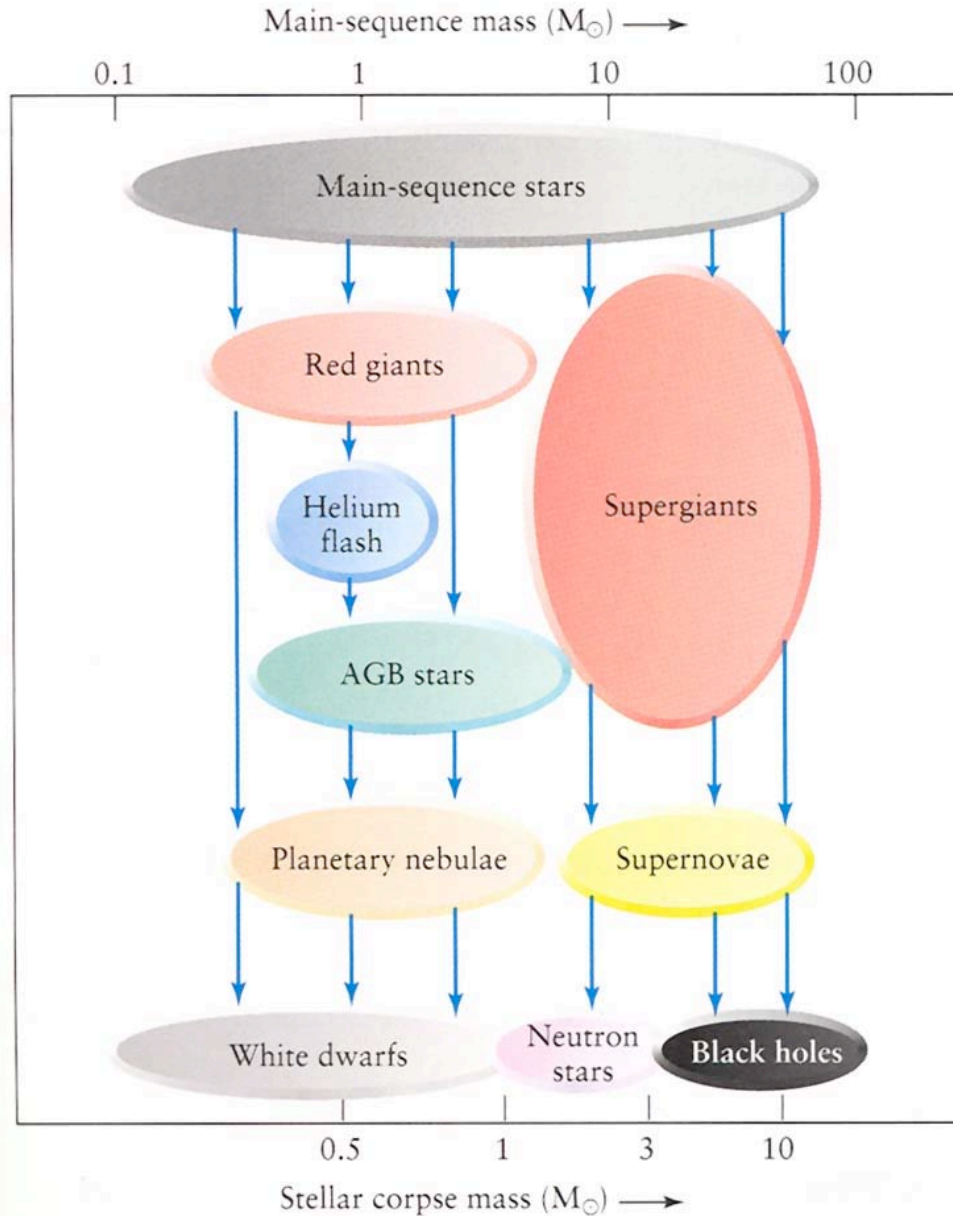 Main-sequence mass (M☉) →
0.1 1 10 100
Main-sequence stars
Red giants
Helium
flash
Supergiants
AGB stars
Planetary nebulae
Supernovae
White dwarfs
Neutron
stars
Black holes
0.5 1 3 10
Stellar corpse mass (M☉) →